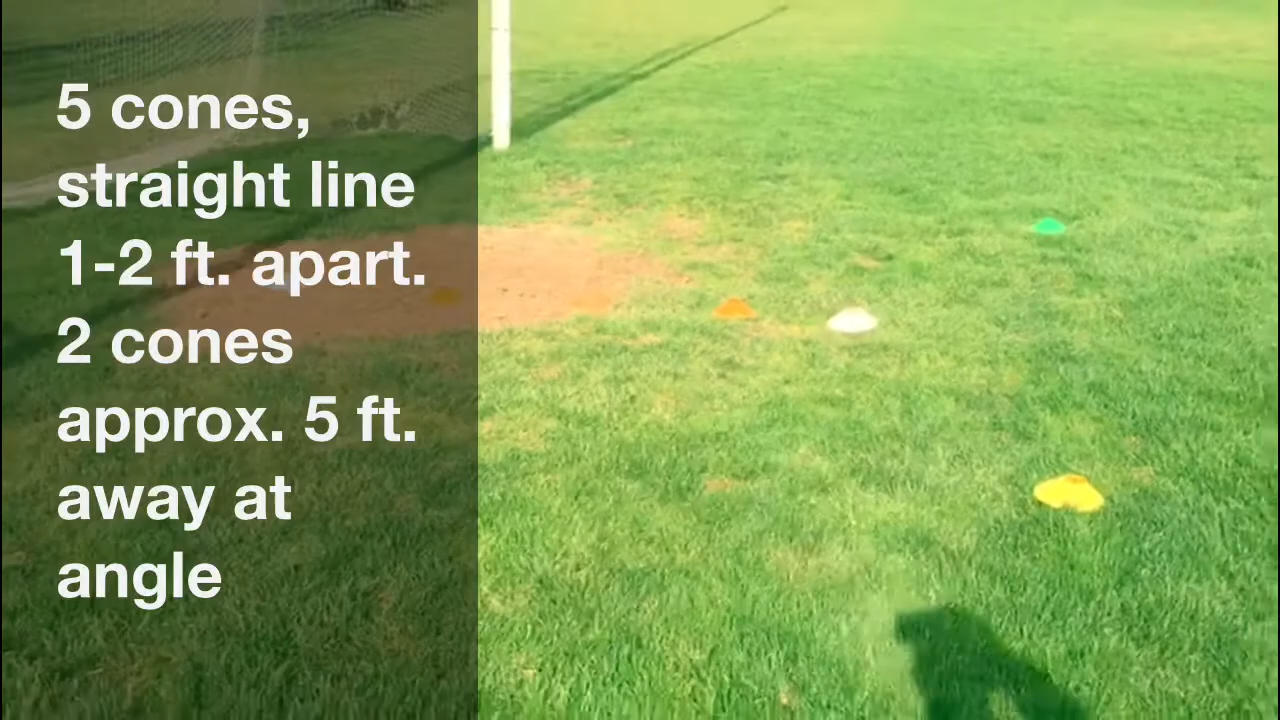 5 cones,
straight line
1-2 ft. apart.
2 cones
approx. 5 ft.
away at
angle